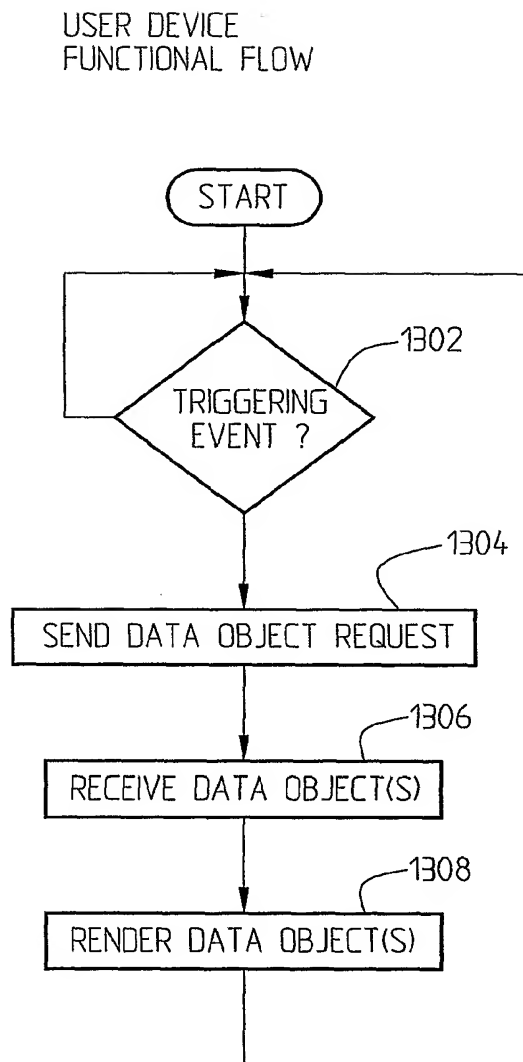 USER DEVICE
FUNCTIONAL FLOW
START
1302
TRIGGERING
EVENT ?
1304
SEND DATA OBJECT REQUEST
1306
RECEIVE DATA OBJECT(S)
1308
RENDER DATA OBJECT(S)